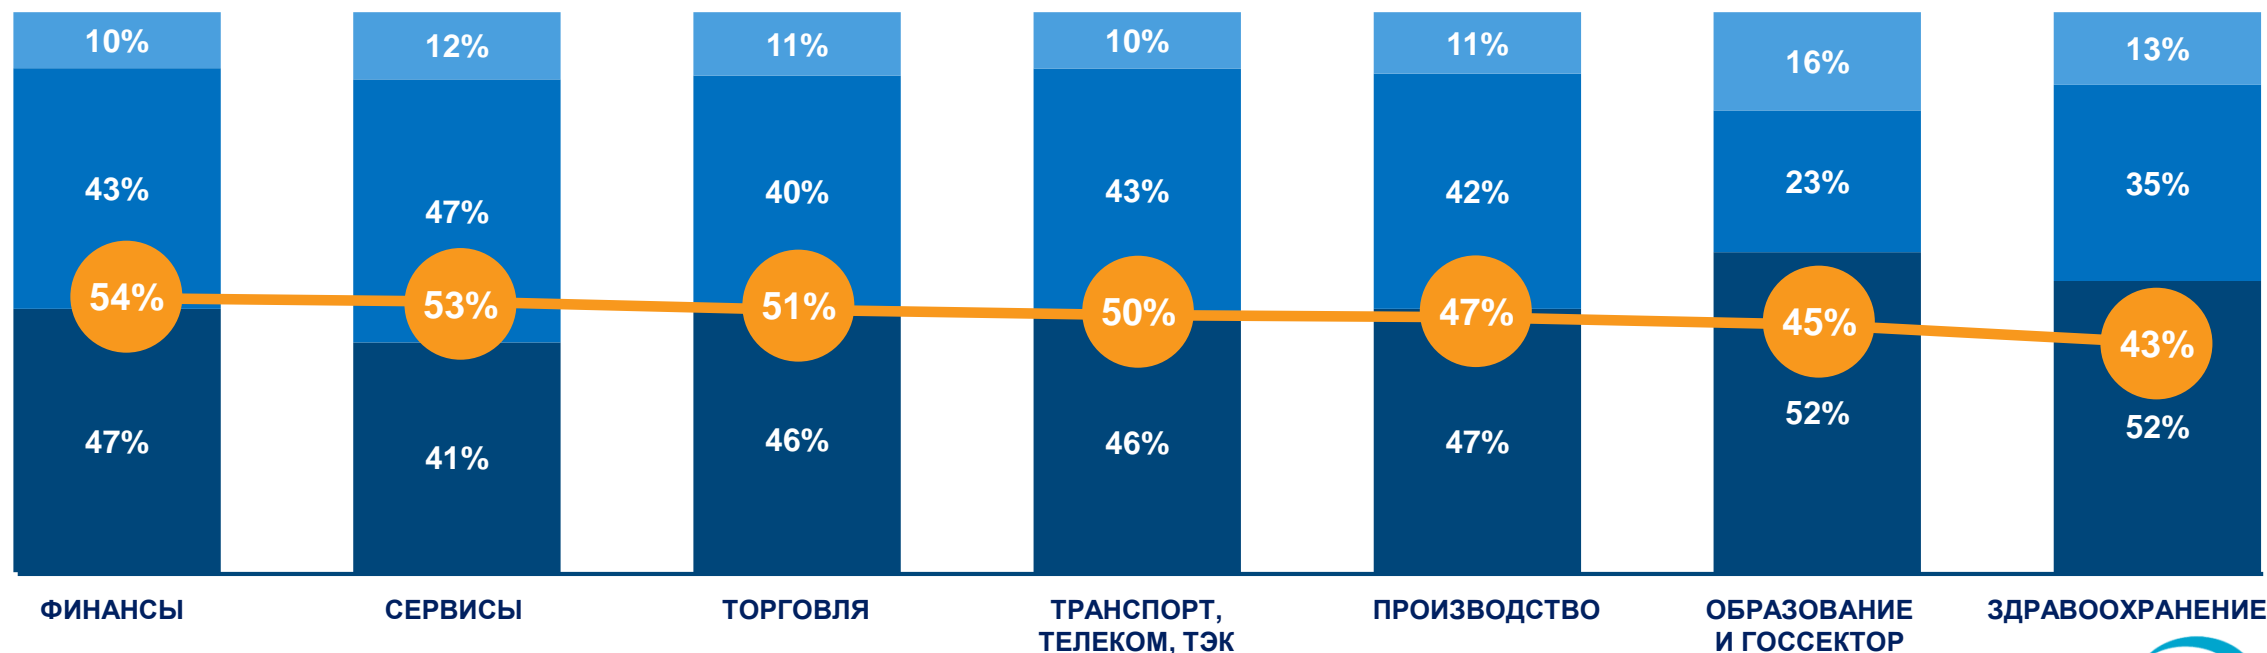 10% 12% 11% 10% 11% 16% 13%
43% 47% 40% 43% 42% 23% 35%
54% 53% 51% 50% 47% 45% 43%
47% 41% 46% 46% 47% 52% 52%
ФИНАНСЫ СЕРВИСЫ ТОРГОВЛЯ ТРАНСПОРТ, ПРОИЗВОДСТВО ОБРАЗОВАНИЕ ЗДРАВООХРАНЕНИЕ
ТЕЛЕКОМ, ТЭК И ГОССЕКТОР